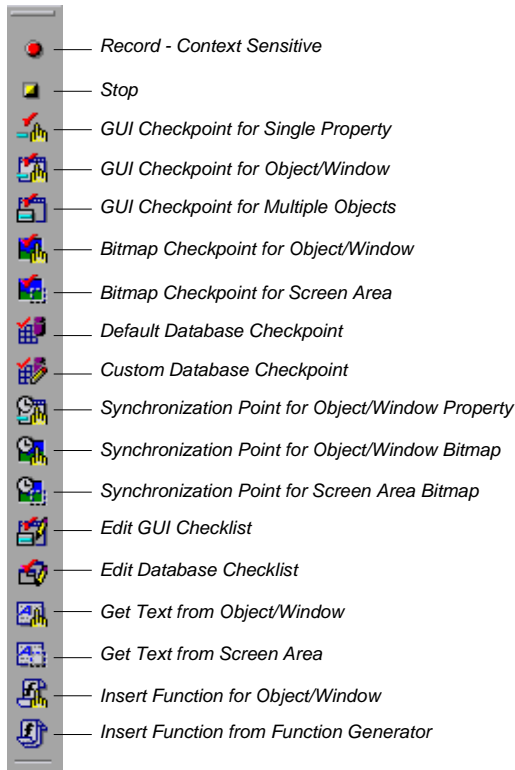 Record - Context Sensitive
Stop
GUI Checkpoint for Single Property
GUI Checkpoint for Object/Window
GUI Checkpoint for Multiple Objects
Bitmap Checkpoint for Object/Window
Bitmap Checkpoint for Screen Area
Default Database Checkpoint
Custom Database Checkpoint
Synchronization Point for Object/Window Property
Synchronization Point for Object/Window Bitmap
Synchronization Point for Screen Area Bitmap
Edit GUI Checklist
Edit Database Checklist
Get Text from Object/Window
Get Text from Screen Area
Insert Function for Object/Window
Insert Function from Function Generator